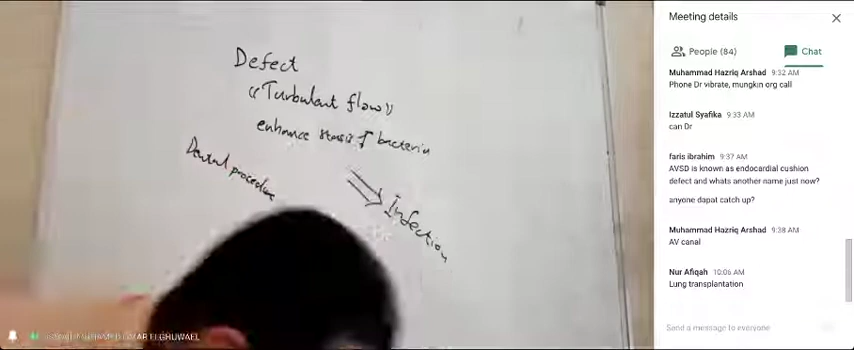 Defect
"Turbulant flow"
enhance stasis of bacteria
Dental procedure
Infection
Meeting details
People (84)
Chat
Muhammad Hazriq Arshad 9:32 AM
Phone Dr vibrate, mungkin org call
Izzatul Syafika 9:33 AM
can Dr
faris ibrahim 9:37 AM
AVSD is known as endocardial cushion
defect and whats another name just now?
anyone dapat catch up?
Muhammad Hazriq Arshad 9:38 AM
AV canal
Nur Afiqah 10:06 AM
Lung transplantation
Send a message to everyone